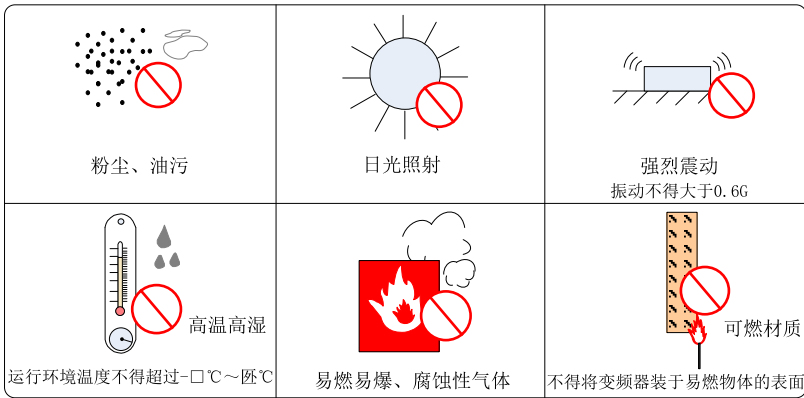 粉尘、油污
日光照射
强烈震动
振动不得大于0.6G
高温高湿
运行环境温度不得超过-□℃～ ℃
易燃易爆、腐蚀性气体
可燃材质
不得将变频器装于易燃物体的表面